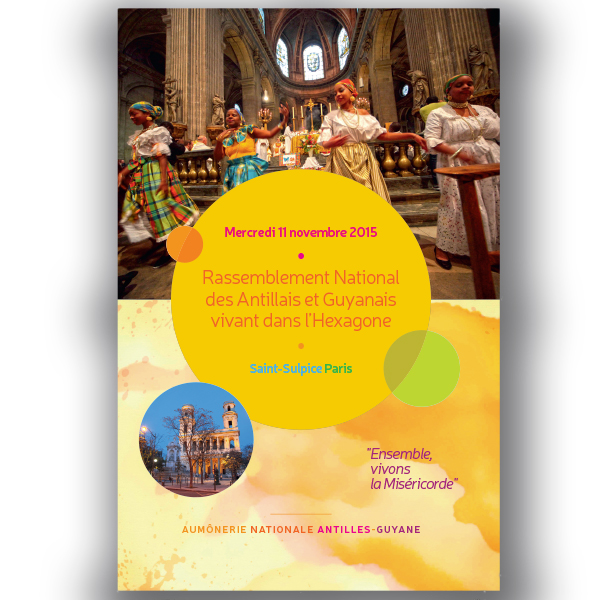 Mercredi 11 novembre 2015
Rassemblement National
des Antillais et Guyanais
vivant dans l'Hexagone
Saint-Sulpice Paris
"Ensemble,
vivons
la Miséricorde"
AUMÔNERIE NATIONALE ANTILLES-GUYANE